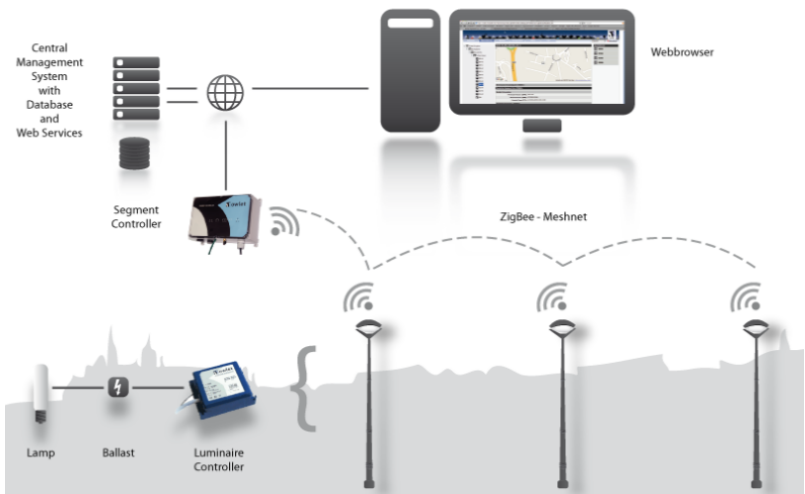 Central
Management
System
with
Database
and
Web Services
Webbrowser
Segment
Controller
ZigBee - Meshnet
Lamp
Ballast
Luminaire
Controller